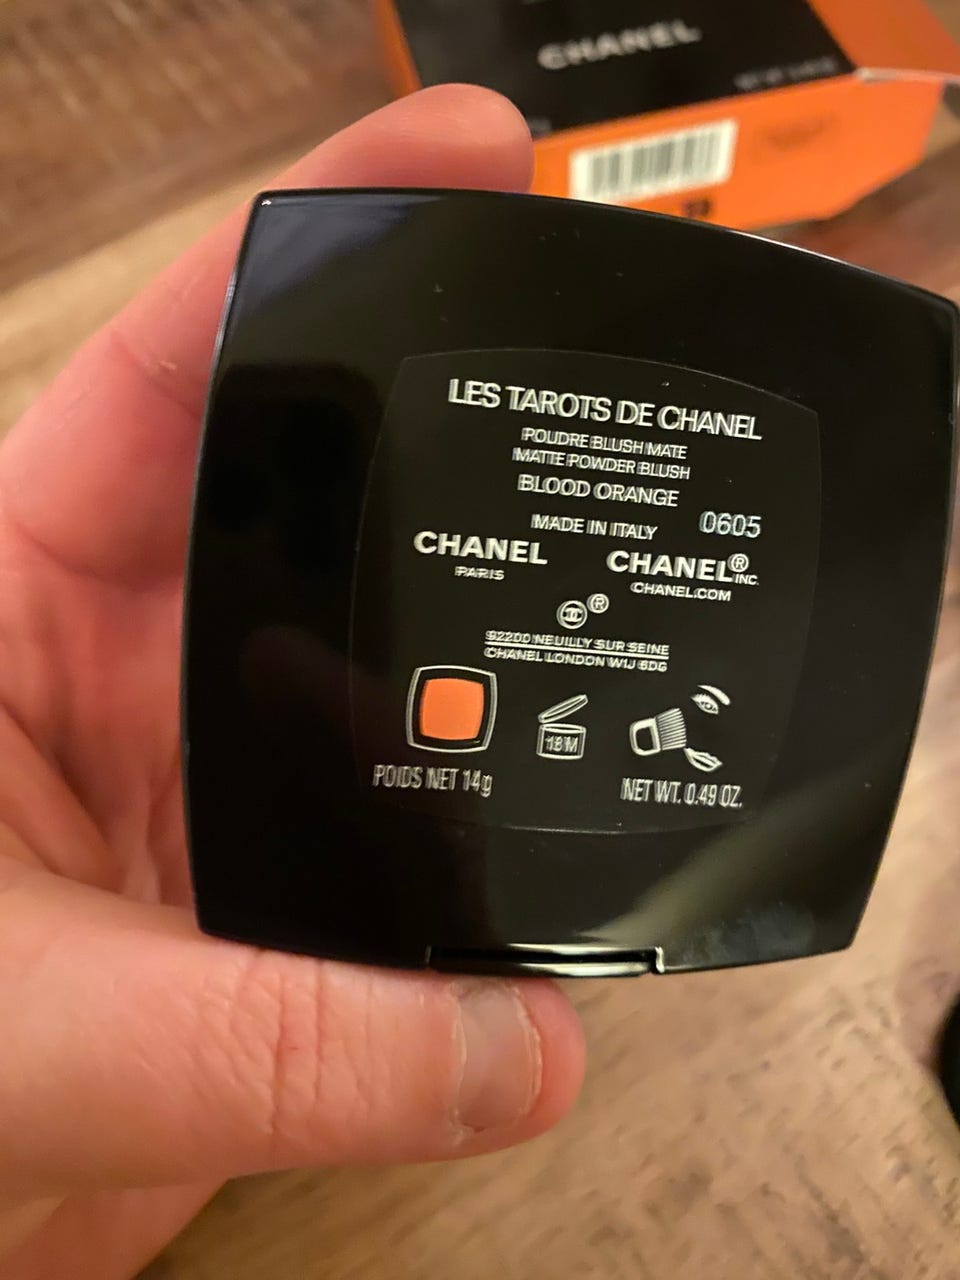 CHANEL
LES TAROTS DE CHANEL
POUDRE BLUSH MATE
MATTE POWDER BLUSH
BLOOD ORANGE
MADE IN ITALY 0605
CHANEL CHANEL®INC.
PARIS CHANEL.COM
®
92200 NEUILLY SUR SEINE
CHANEL LONDON W1J 6DG
18M
POIDS NET 14g NET WT. 0.49 OZ.